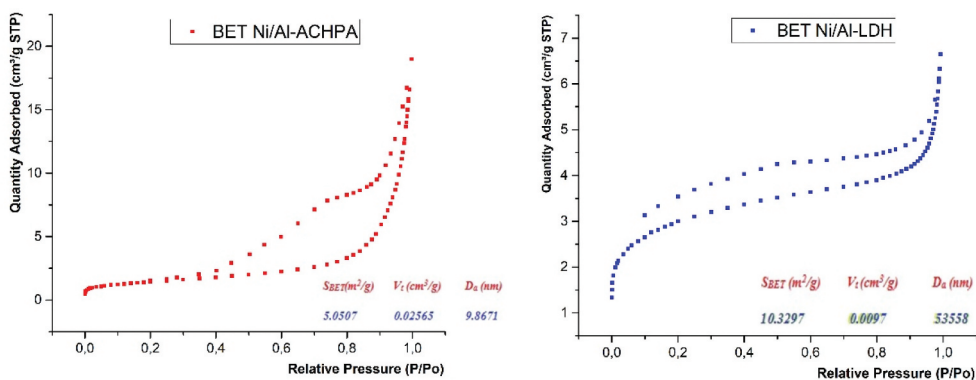 BET Ni/Al-ACHPA
Quantity Adsorbed (cm³/g STP)
20
15
10
5
0
S_BET(m²/g) V_t (cm³/g) D_a (nm)
5.0507 0.02565 9.8671
0,0 0,2 0,4 0,6 0,8 1,0
Relative Pressure (P/Po)
BET Ni/Al-LDH
Quantity Adsorbed (cm³/g STP)
7
6
5
4
3
2
1
S_BET (m²/g) V_t (cm³/g) D_a (nm)
10.3297 0.0097 53558
0,0 0,2 0,4 0,6 0,8 1,0
Relative Pressure (P/Po)